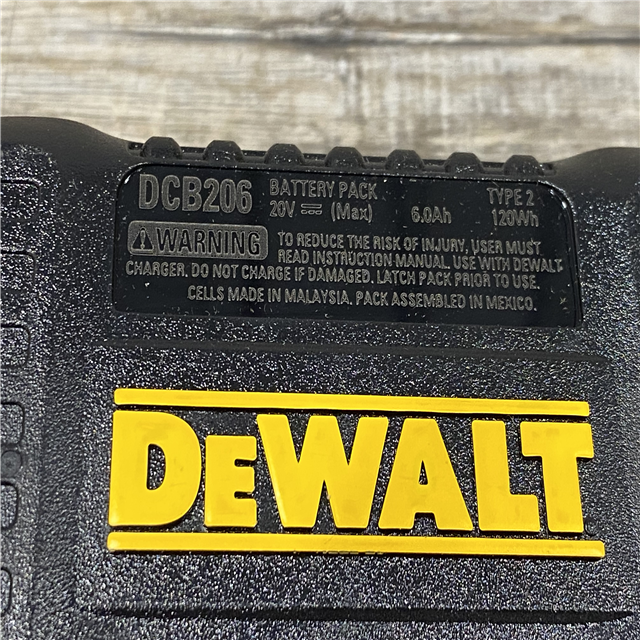 DCB206 BATTERY PACK TYPE 2
20V ⎓ (Max) 6.0Ah 120Wh
WARNING TO REDUCE THE RISK OF INJURY, USER MUST
READ INSTRUCTION MANUAL. USE WITH DEWALT
CHARGER. DO NOT CHARGE IF DAMAGED. LATCH PACK PRIOR TO USE.
CELLS MADE IN MALAYSIA. PACK ASSEMBLED IN MEXICO.
DEWALT